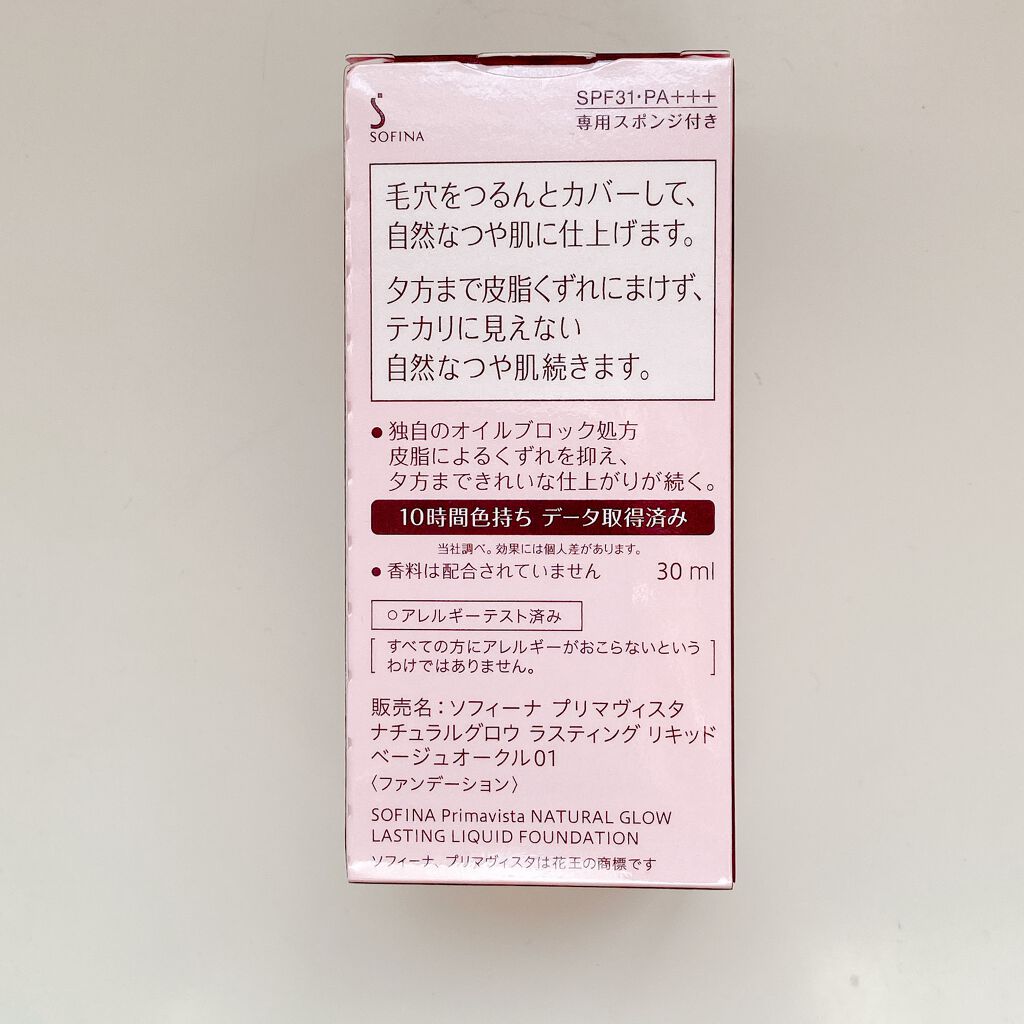 SOFINA
SPF31・PA+++
専用スポンジ付き
毛穴をつるんとカバーして、
自然なつや肌に仕上げます。
夕方まで皮脂くずれにまけず、
テカリに見えない
自然なつや肌続きます。
●独自のオイルブロック処方
皮脂によるくずれを抑え、
夕方まできれいな仕上がりが続く。
10時間色持ち データ取得済み
当社調べ。効果には個人差があります。
●香料は配合されていません 30 ml
○アレルギーテスト済み
[すべての方にアレルギーがおこらないという
わけではありません。]
販売名：ソフィーナ プリマヴィスタ
ナチュラルグロウ ラスティング リキッド
ベージュオークル01
〈ファンデーション〉
SOFINA Primavista NATURAL GLOW
LASTING LIQUID FOUNDATION
ソフィーナ、プリマヴィスタは花王の商標です